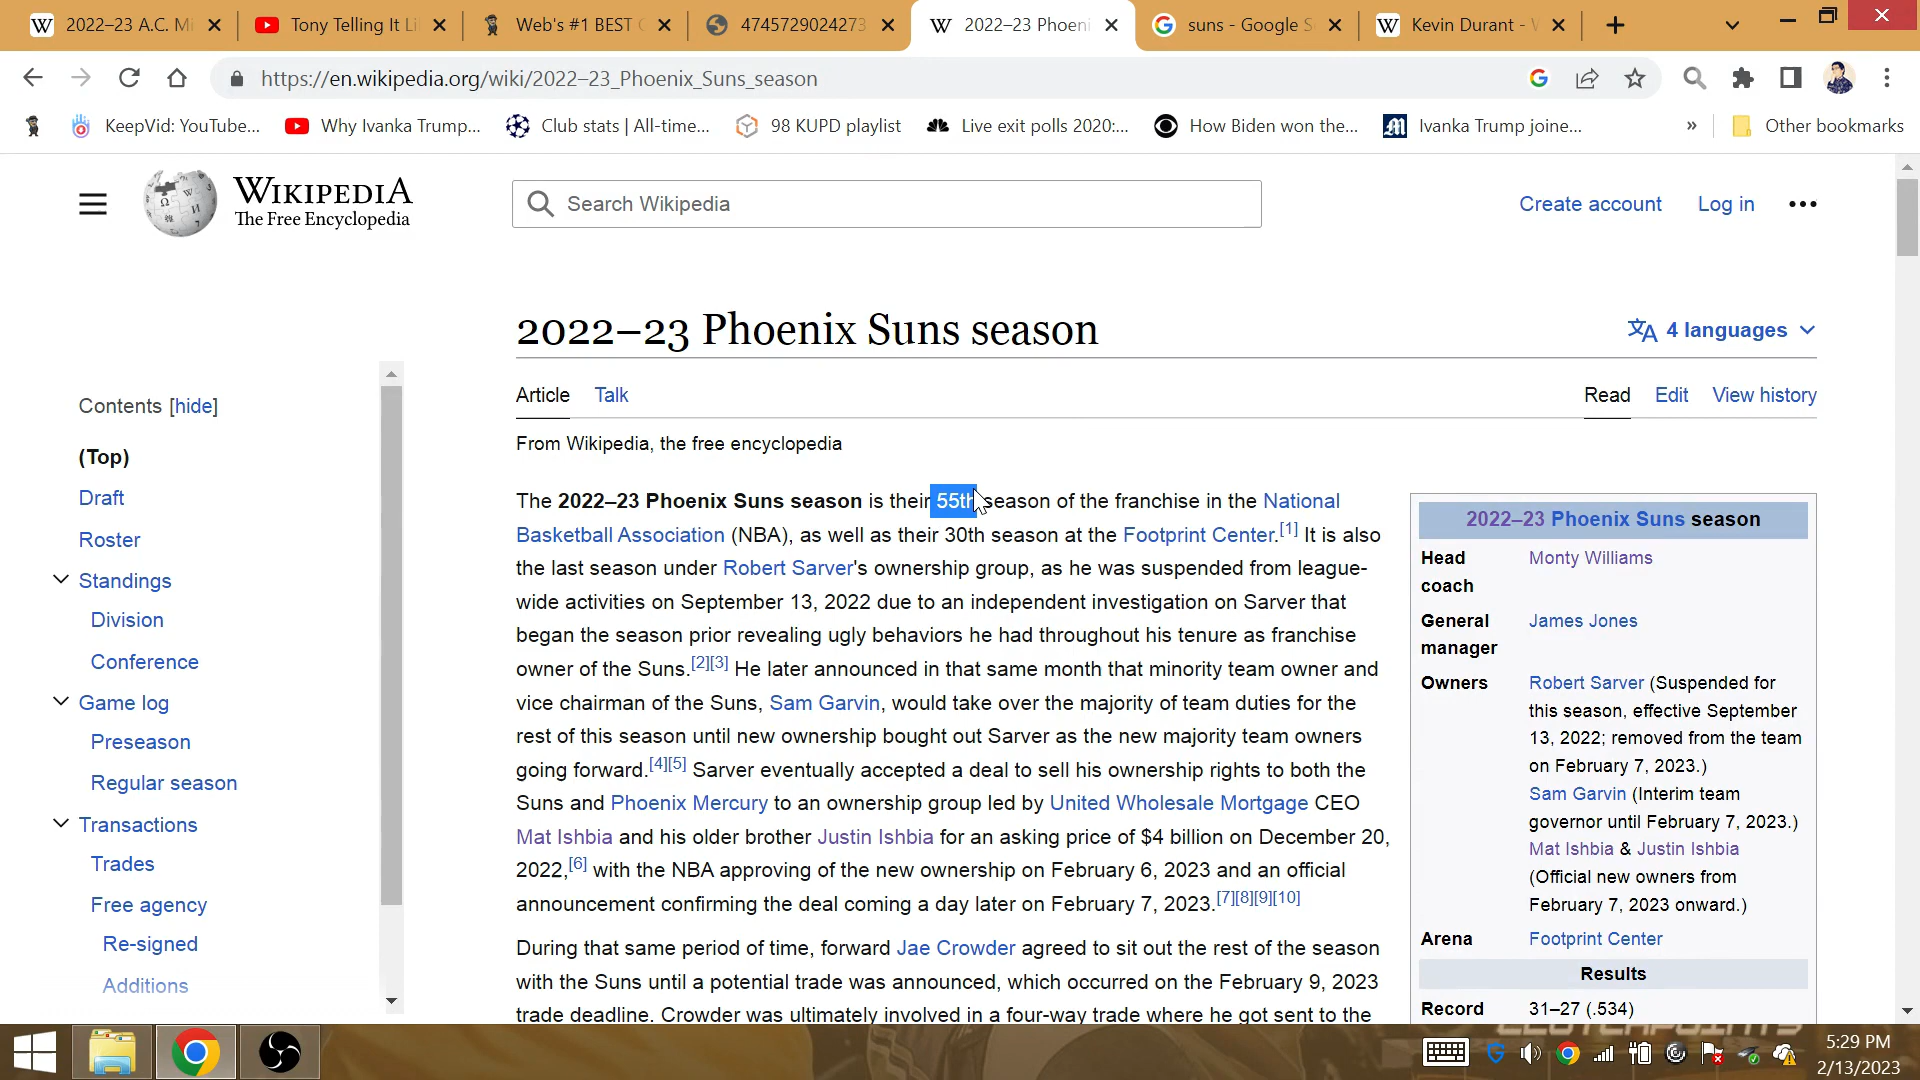 2022–23 A.C. Mi
Tony Telling It Li
Web's #1 BEST
4745729024273
2022–23 Phoeni
suns - Google S
Kevin Durant -
https://en.wikipedia.org/wiki/2022–23_Phoenix_Suns_season
KeepVid: YouTube...
Why Ivanka Trump...
Club stats | All-time...
98 KUPD playlist
Live exit polls 2020:...
How Biden won the...
Ivanka Trump joine...
»
Other bookmarks
WIKIPEDIA
The Free Encyclopedia
Search Wikipedia
Create account
Log in
2022–23 Phoenix Suns season
4 languages
Article
Talk
Read
Edit
View history
From Wikipedia, the free encyclopedia
Contents [hide]
(Top)
Draft
Roster
Standings
Division
Conference
Game log
Preseason
Regular season
Transactions
Trades
Free agency
Re-signed
Additions
The 2022–23 Phoenix Suns season is their 55th season of the franchise in the National
Basketball Association (NBA), as well as their 30th season at the Footprint Center.[1] It is also
the last season under Robert Sarver's ownership group, as he was suspended from league-
wide activities on September 13, 2022 due to an independent investigation on Sarver that
began the season prior revealing ugly behaviors he had throughout his tenure as franchise
owner of the Suns.[2][3] He later announced in that same month that minority team owner and
vice chairman of the Suns, Sam Garvin, would take over the majority of team duties for the
rest of this season until new ownership bought out Sarver as the new majority team owners
going forward.[4][5] Sarver eventually accepted a deal to sell his ownership rights to both the
Suns and Phoenix Mercury to an ownership group led by United Wholesale Mortgage CEO
Mat Ishbia and his older brother Justin Ishbia for an asking price of $4 billion on December 20,
2022,[6] with the NBA approving of the new ownership on February 6, 2023 and an official
announcement confirming the deal coming a day later on February 7, 2023.[7][8][9][10]
During that same period of time, forward Jae Crowder agreed to sit out the rest of the season
with the Suns until a potential trade was announced, which occurred on the February 9, 2023
trade deadline. Crowder was ultimately involved in a four-way trade where he got sent to the
2022–23 Phoenix Suns season
Head coach
Monty Williams
General manager
James Jones
Owners
Robert Sarver (Suspended for
this season, effective September
13, 2022; removed from the team
on February 7, 2023.)
Sam Garvin (Interim team
governor until February 7, 2023.)
Mat Ishbia & Justin Ishbia
(Official new owners from
February 7, 2023 onward.)
Arena
Footprint Center
Results
Record
31–27 (.534)
5:29 PM
2/13/2023